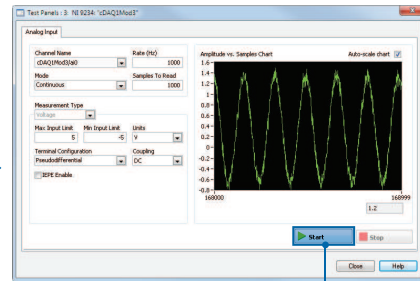 Test Panels : 3: NI 9234: "cDAQ1Mod3"
Analog Input
Channel Name
cDAQ1Mod3/ai0
Rate (Hz)
1000
Mode
Continuous
Samples To Read
1000
Measurement Type
Voltage
Max Input Limit
5
Min Input Limit
-5
Units
V
Terminal Configuration
Pseudodifferential
Coupling
DC
IEPE Enable
Amplitude vs. Samples Chart
Auto-scale chart
1.6
1.4
1.2
1
0.8
0.6
0.4
0.2
0
-0.2
-0.4
-0.6
-0.8
168000
168999
1.2
Start
Stop
Close
Help